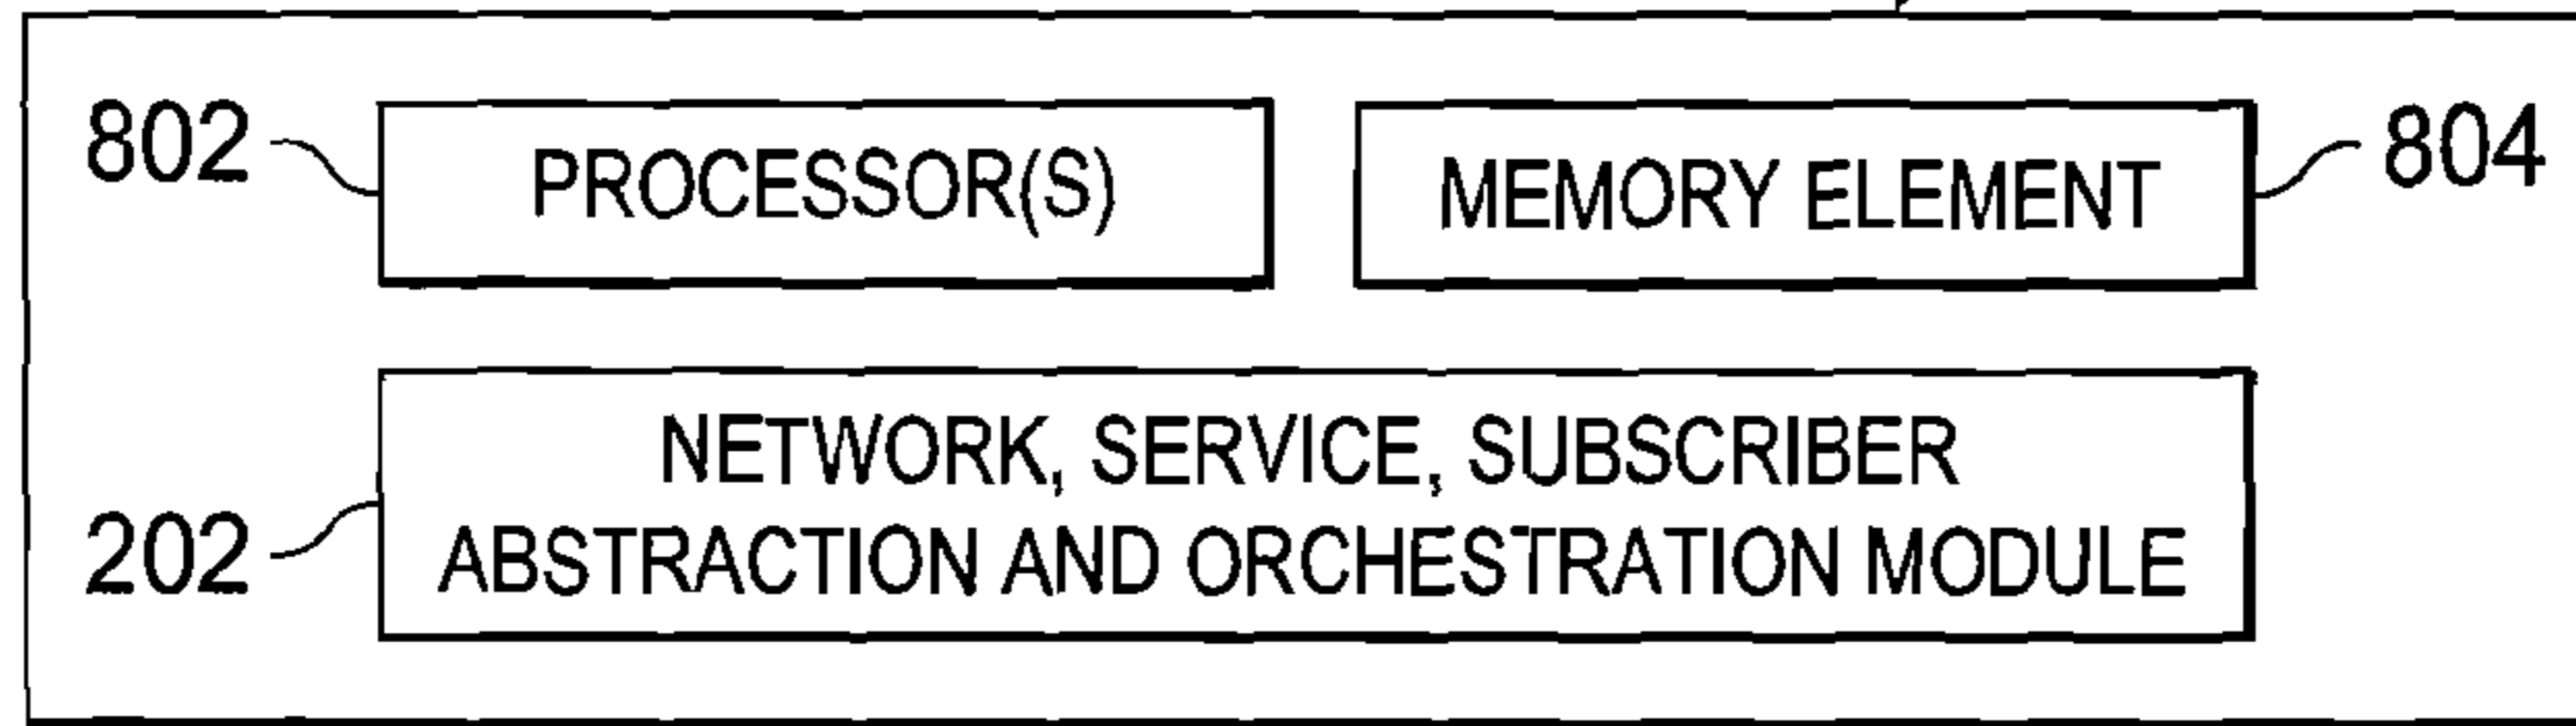 802
PROCESSOR(S)
MEMORY ELEMENT
804
NETWORK, SERVICE, SUBSCRIBER
ABSTRACTION AND ORCHESTRATION MODULE
202